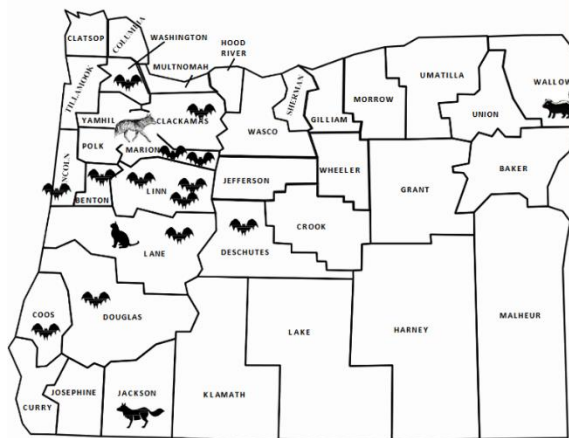 CLATSOP
COLUMBIA
WASHINGTON
HOOD
RIVER
MULTNOMAH
TILLAMOOK
YAMHIL
CLACKAMAS
SHERMAN
GILLIAM
MORROW
UMATILLA
UNION
WALLOW
WASCO
POLK
MARION
WHEELER
GRANT
BAKER
NCOLN
BENTON
LINN
JEFFERSON
CROOK
DESCHUTES
LANE
COOS
DOUGLAS
LAKE
HARNEY
MALHEUR
CURRY
JOSEPHINE
JACKSON
KLAMATH